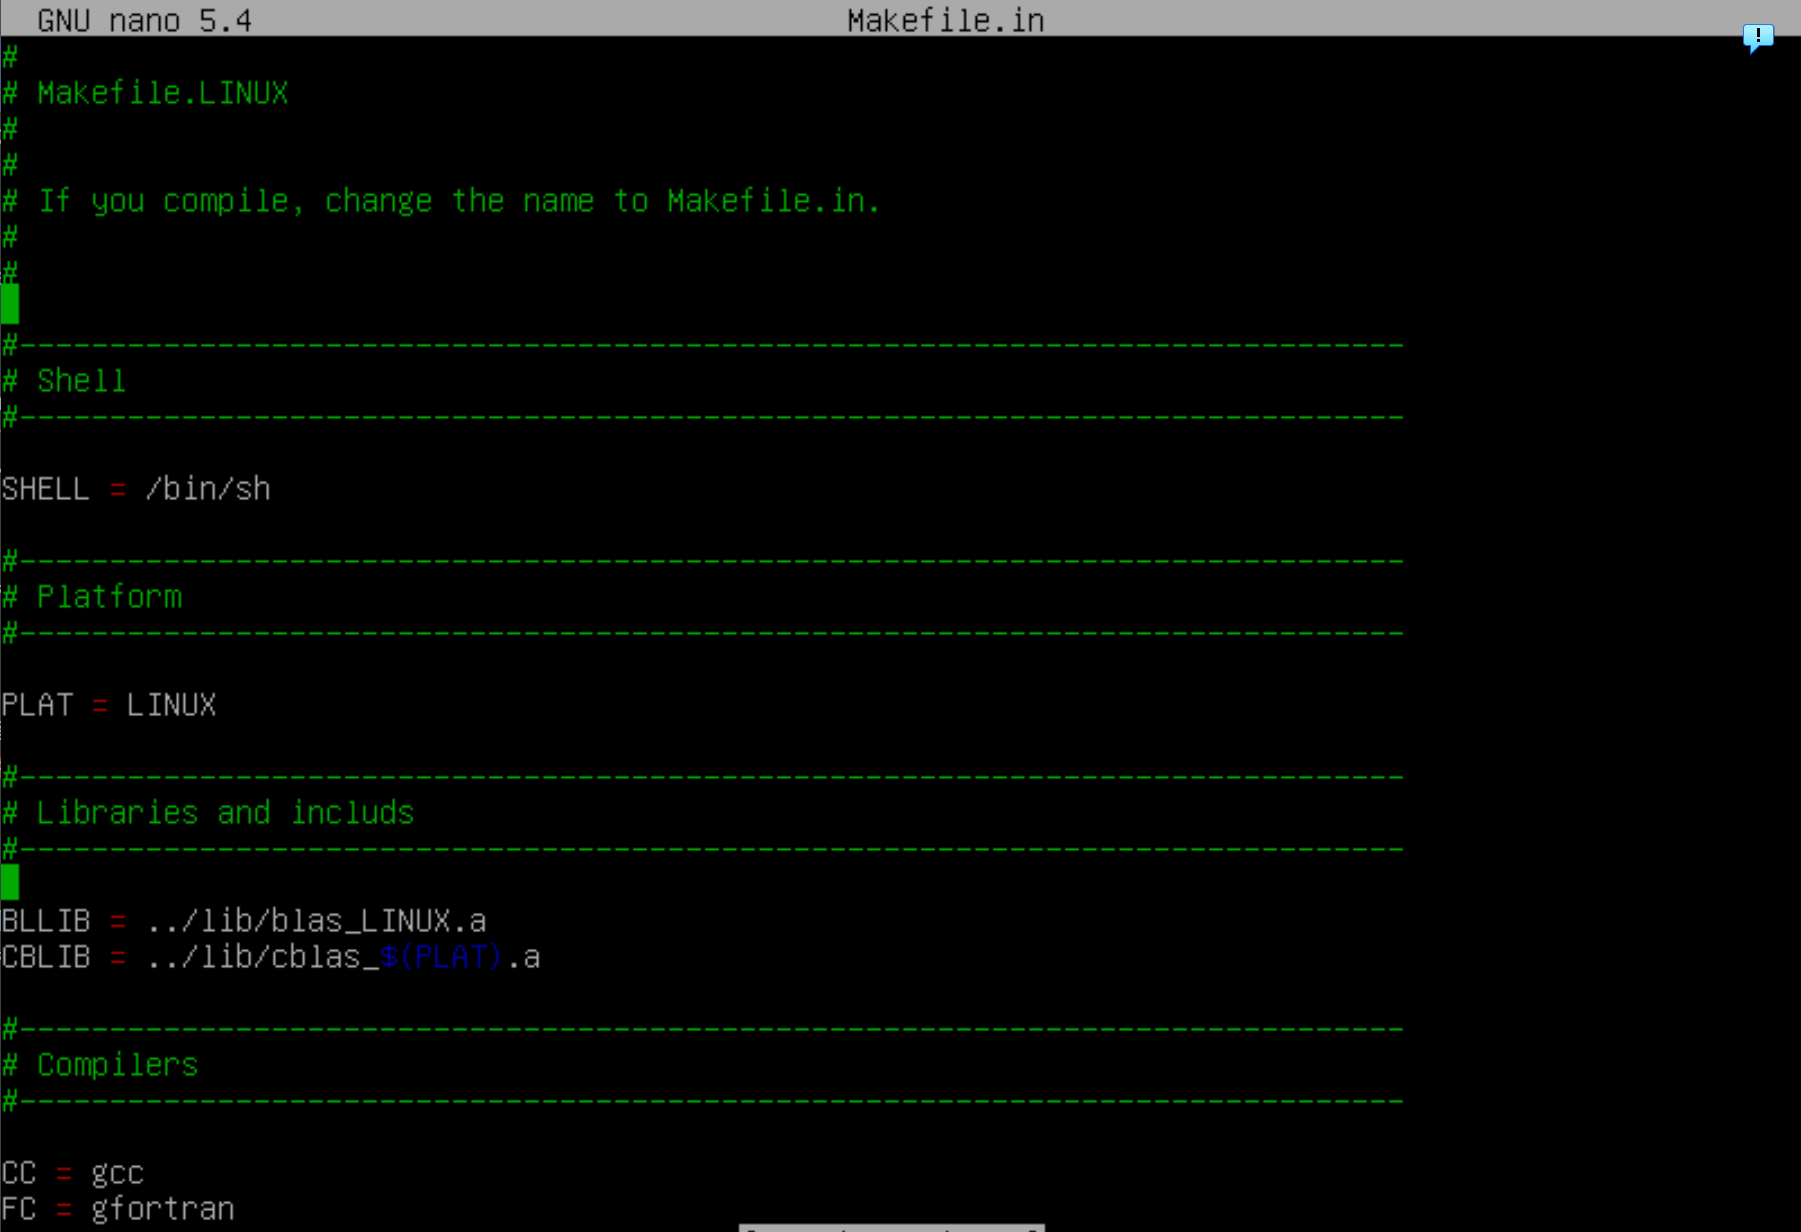 GNU nano 5.4 Makefile.in
!
#
# Makefile.LINUX
#
#
# If you compile, change the name to Makefile.in.
#
#
#-----------------------------------------------------------------------------
# Shell
#-----------------------------------------------------------------------------
SHELL = /bin/sh
#-----------------------------------------------------------------------------
# Platform
#-----------------------------------------------------------------------------
PLAT = LINUX
#-----------------------------------------------------------------------------
# Libraries and includs
#-----------------------------------------------------------------------------
BLLIB = ../lib/blas_LINUX.a
CBLIB = ../lib/cblas_$(PLAT).a
#-----------------------------------------------------------------------------
# Compilers
#-----------------------------------------------------------------------------
CC = gcc
FC = gfortran